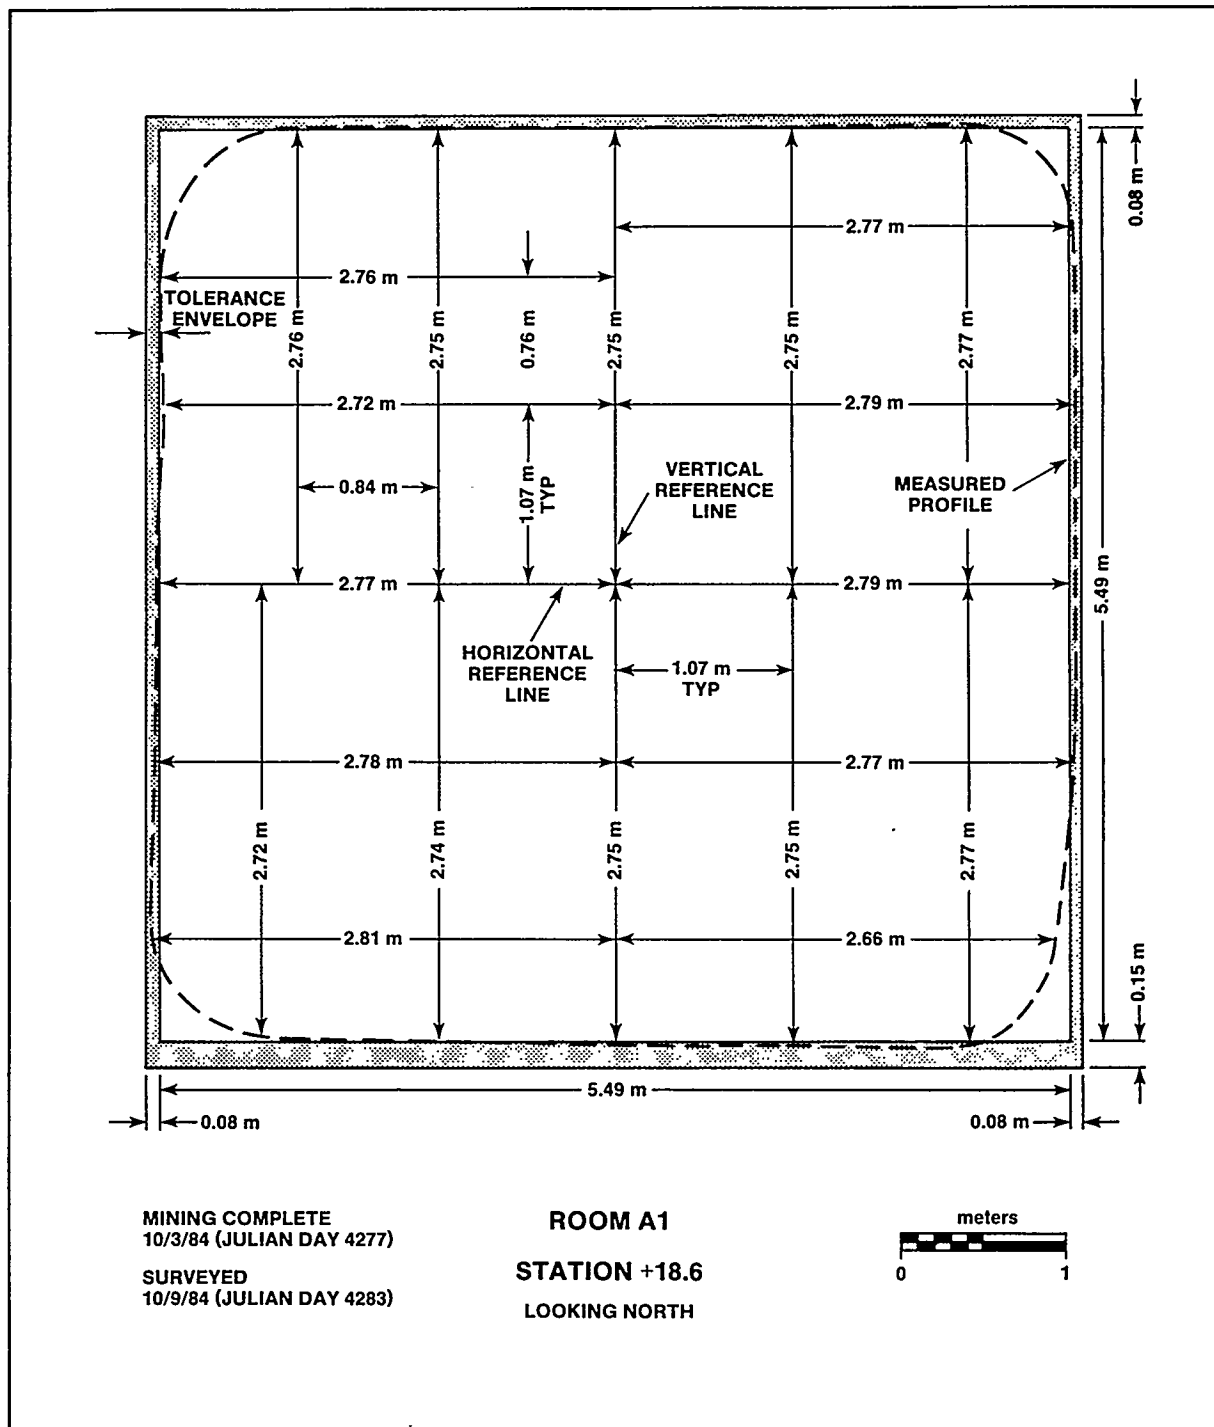 0.08 m
2.77 m
2.76 m
TOLERANCE
ENVELOPE
2.76 m
2.75 m
0.76 m
2.75 m
2.75 m
2.77 m
2.72 m
2.79 m
0.84 m
1.07 m
TYP
VERTICAL
REFERENCE
LINE
MEASURED
PROFILE
2.77 m
2.79 m
5.49 m
HORIZONTAL
REFERENCE
LINE
1.07 m
TYP
2.78 m
2.77 m
2.72 m
2.74 m
2.75 m
2.75 m
2.77 m
2.81 m
2.66 m
0.15 m
5.49 m
0.08 m
0.08 m
MINING COMPLETE
10/3/84 (JULIAN DAY 4277)
SURVEYED
10/9/84 (JULIAN DAY 4283)
ROOM A1
STATION +18.6
LOOKING NORTH
meters
0 1